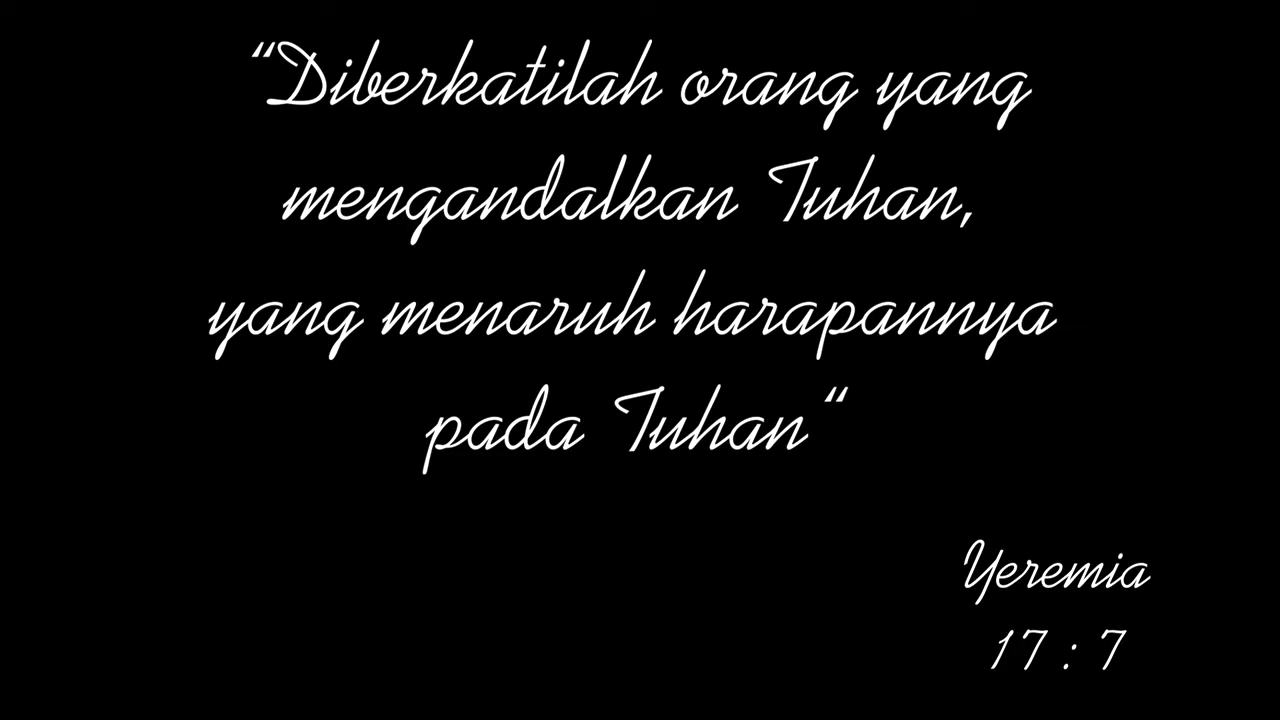 “Diberkatilah orang yang
mengandalkan Tuhan,
yang menaruh harapannya
pada Tuhan“
Yeremia
17 : 7